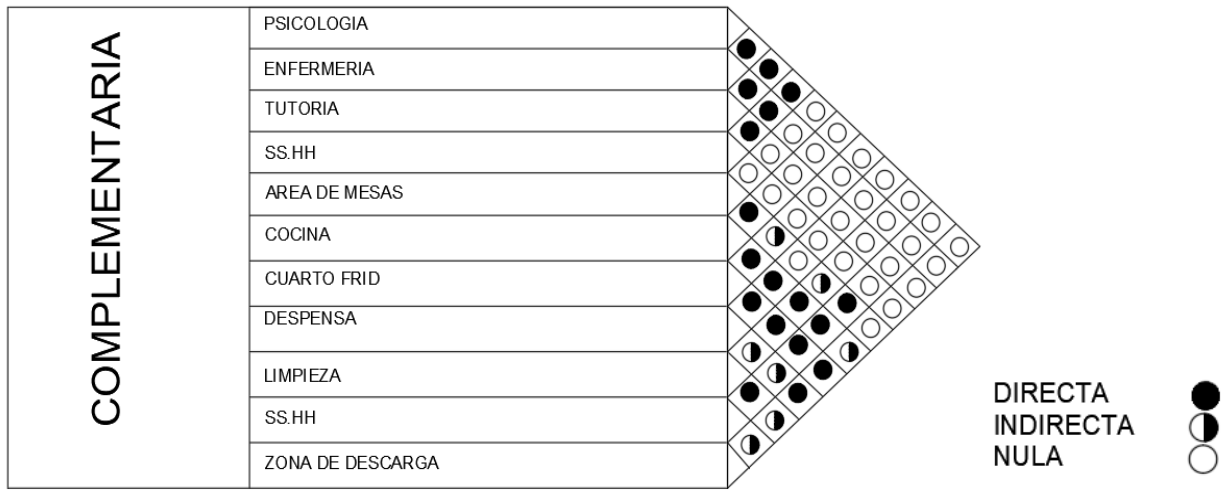 COMPLEMENTARIA
PSICOLOGIA
ENFERMERIA
TUTORIA
SS.HH
AREA DE MESAS
COCINA
CUARTO FRID
DESPENSA
LIMPIEZA
SS.HH
ZONA DE DESCARGA
DIRECTA
INDIRECTA
NULA